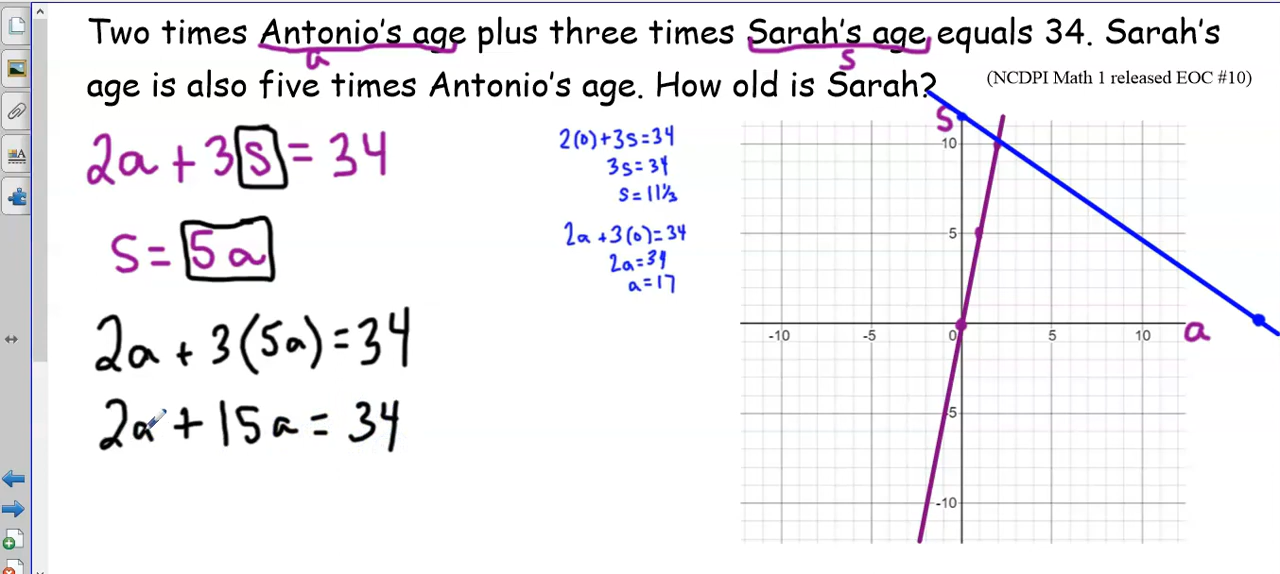 Two times Antonio's age plus three times Sarah's age equals 34. Sarah's
a s
age is also five times Antonio's age. How old is Sarah?
(NCDPI Math 1 released EOC #10)
2a + 3s = 34
s = 5a
2a + 3(5a) = 34
2a + 15a = 34
2(0)+3s=34
3s=34
s=11⅓
2a+3(0)=34
2a=34
a=17
s
10
5
-10 -5 0 5 10 a
-5
-10